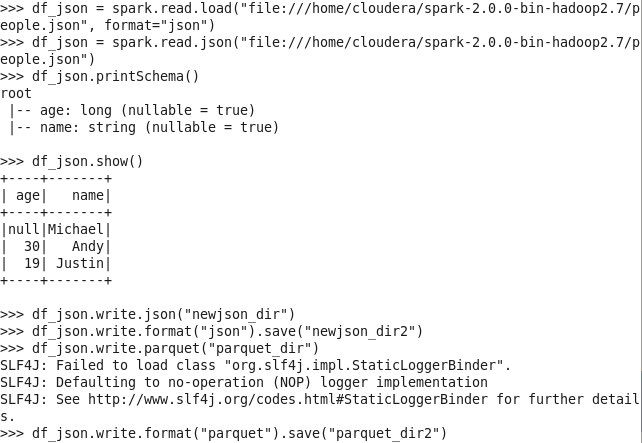 >>> df_json = spark.read.load("file:///home/cloudera/spark-2.0.0-bin-hadoop2.7/p
eople.json", format="json")
>>> df_json = spark.read.json("file:///home/cloudera/spark-2.0.0-bin-hadoop2.7/p
eople.json")
>>> df_json.printSchema()
root
 |-- age: long (nullable = true)
 |-- name: string (nullable = true)

>>> df_json.show()
+----+-------+
| age|   name|
+----+-------+
|null|Michael|
|  30|   Andy|
|  19| Justin|
+----+-------+

>>> df_json.write.json("newjson_dir")
>>> df_json.write.format("json").save("newjson_dir2")
>>> df_json.write.parquet("parquet_dir")
SLF4J: Failed to load class "org.slf4j.impl.StaticLoggerBinder".
SLF4J: Defaulting to no-operation (NOP) logger implementation
SLF4J: See http://www.slf4j.org/codes.html#StaticLoggerBinder for further detail
s.
>>> df_json.write.format("parquet").save("parquet_dir2")